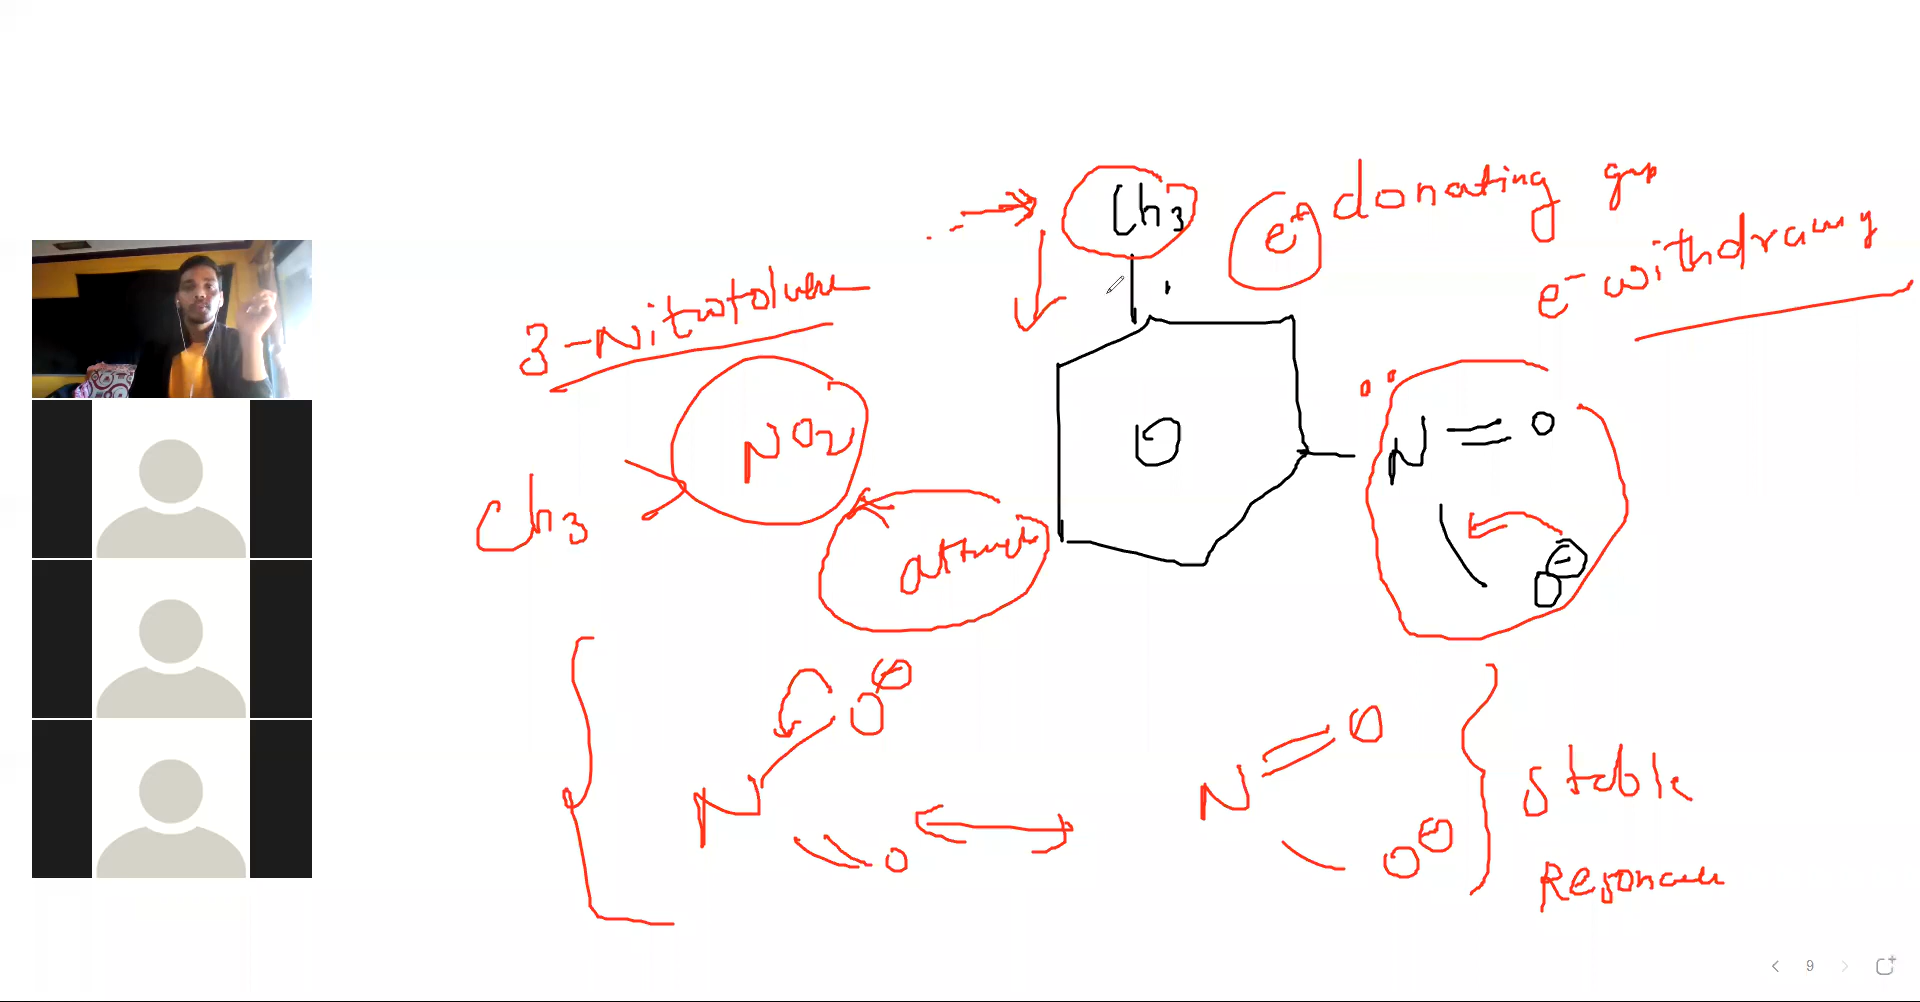 Ch3
e+ donating grp
e- withdrawing
3-Nitrotoluene
NO2
N = O
Ch3
attach
O
O
N
O
N
O
O
Stable
Resonance
9